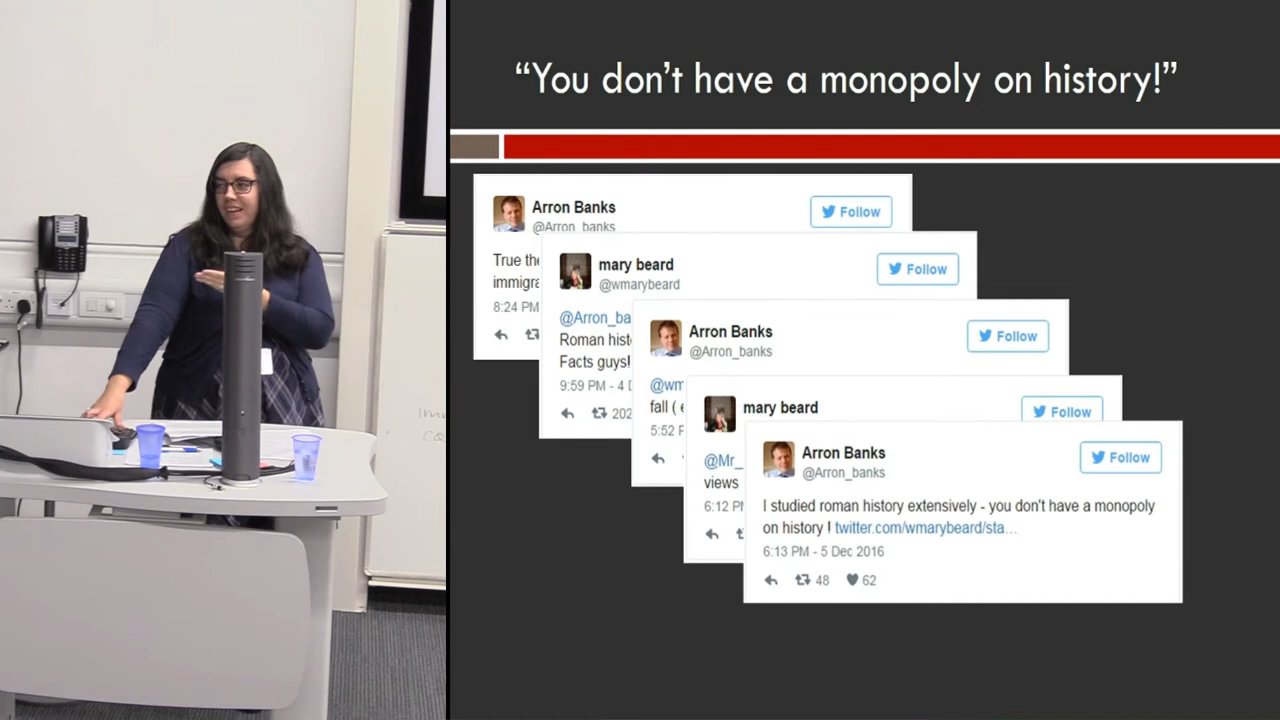 “You don’t have a monopoly on history!”
Arron Banks
@Arron_banks
Follow
True the
immigra
8:24 PM
mary beard
@wmarybeard
Follow
@Arron_ba
Roman hist
Facts guys!
9:59 PM - 4 D
202
Arron Banks
@Arron_banks
Follow
@wm
fall ( e
5:52 P
mary beard
Follow
@Mr_
views
6:12 P
Arron Banks
@Arron_banks
Follow
I studied roman history extensively - you don't have a monopoly
on history ! twitter.com/wmarybeard/sta…
6:13 PM - 5 Dec 2016
48 62